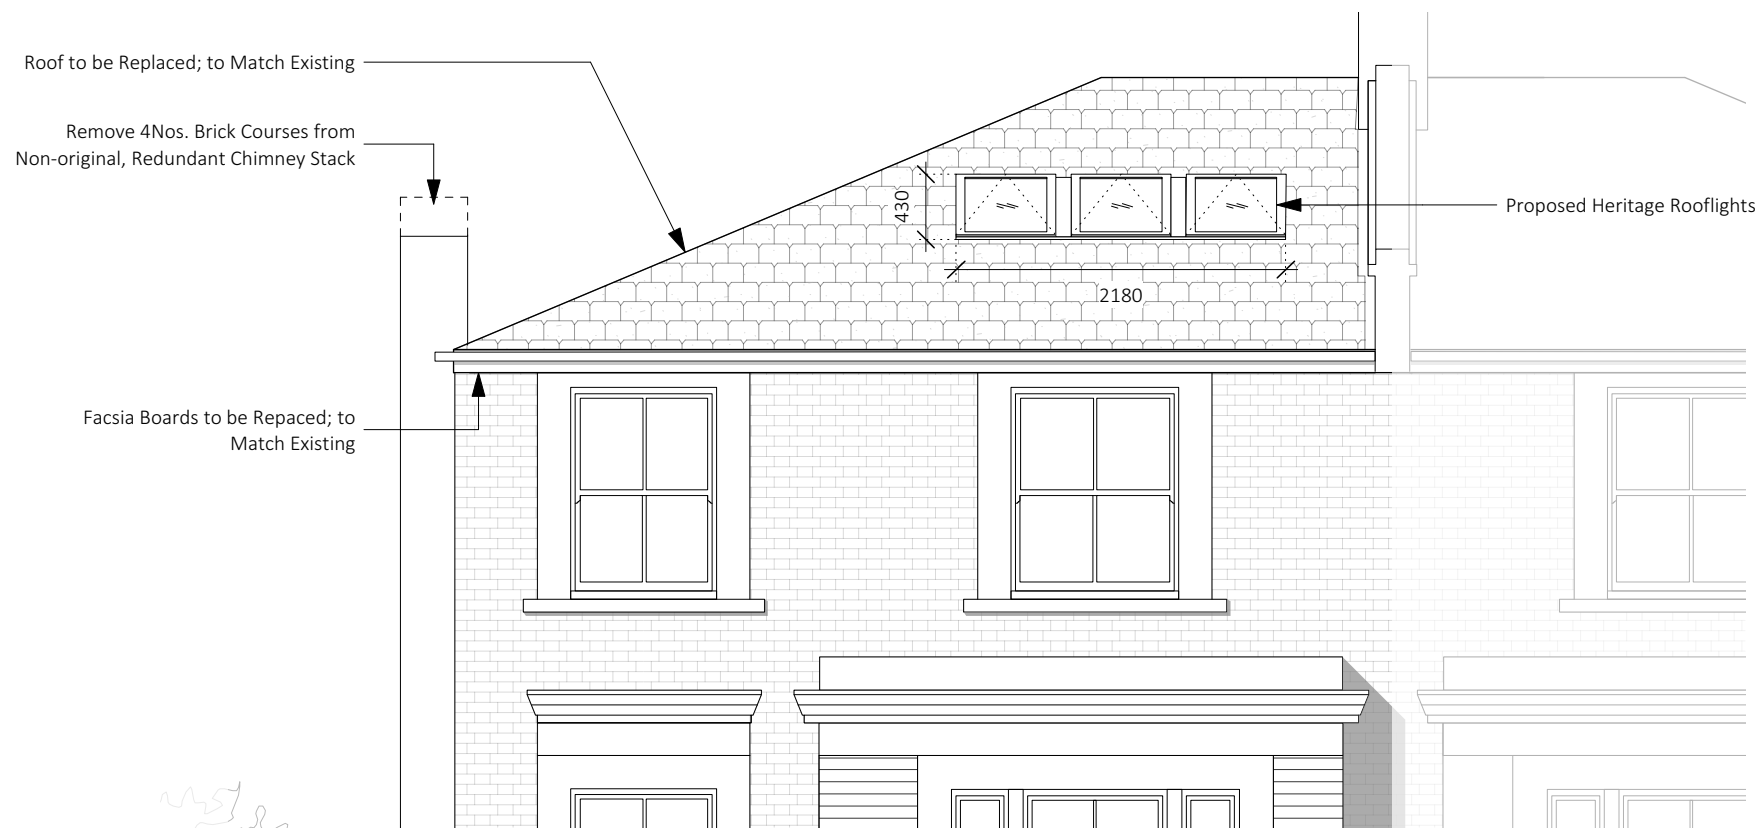 Roof to be Replaced; to Match Existing
Remove 4Nos. Brick Courses from
Non-original, Redundant Chimney Stack
430
Proposed Heritage Rooflights
2180
Facsia Boards to be Repaced; to
Match Existing